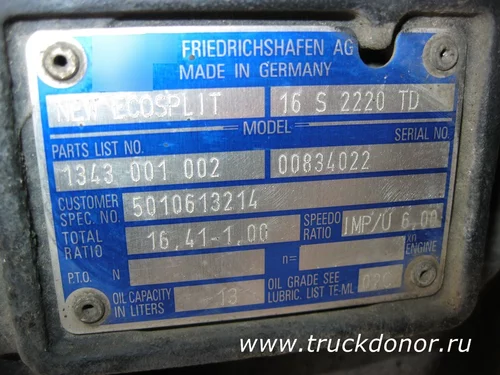 FRIEDRICHSHAFEN AG
MADE IN GERMANY
NEW ECOSPLIT 16 S 2220 TD
MODEL
PARTS LIST NO. SERIAL NO.
1343 001 002 00834022
CUSTOMER SPEC. NO. 5010613214
TOTAL RATIO 16,41-1,00 SPEEDO RATIO IMP/U 6.00
P.T.O. N n= xn ENGINE
OIL CAPACITY IN LITERS 13 OIL GRADE SEE LUBRIC. LIST TE-ML
www.truckdonor.ru